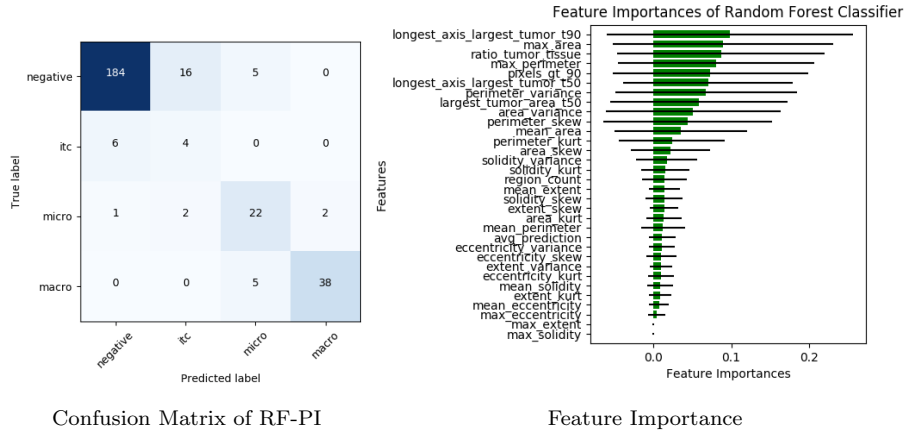 Feature Importances of Random Forest Classifier
True label
negative
itc
micro
macro
184 16 5 0
6 4 0 0
1 2 22 2
0 0 5 38
negative itc micro macro
Predicted label
Features
longest_axis_largest_tumor_t90
max_area
ratio_tumor_tissue
max_perimeter
pixels_gt_90
longest_axis_largest_tumor_t50
perimeter_variance
largest_tumor_area_t50
area_variance
perimeter_skew
mean_area
perimeter_kurt
area_skew
solidity_variance
solidity_kurt
region_count
mean_extent
solidity_skew
extent_skew
area_kurt
mean_perimeter
avg_prediction
eccentricity_variance
eccentricity_skew
extent_variance
eccentricity_kurt
mean_solidity
extent_kurt
mean_eccentricity
max_eccentricity
max_extent
max_solidity
0.0 0.1 0.2
Feature Importances
Confusion Matrix of RF-PI
Feature Importance